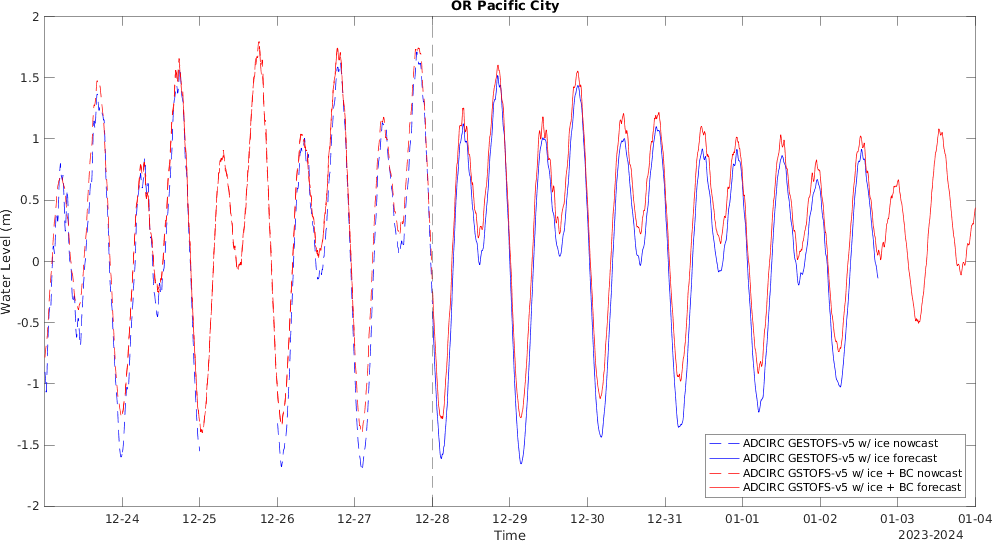 OR Pacific City
2
1.5
1
0.5
0
-0.5
-1
-1.5
-2
Water Level (m)
12-24 12-25 12-26 12-27 12-28 12-29 12-30 12-31 01-01 01-02 01-03 01-04
Time
2023-2024
ADCIRC GESTOFS-v5 w/ ice nowcast
ADCIRC GESTOFS-v5 w/ ice forecast
ADCIRC GSTOFS-v5 w/ ice + BC nowcast
ADCIRC GSTOFS-v5 w/ ice + BC forecast